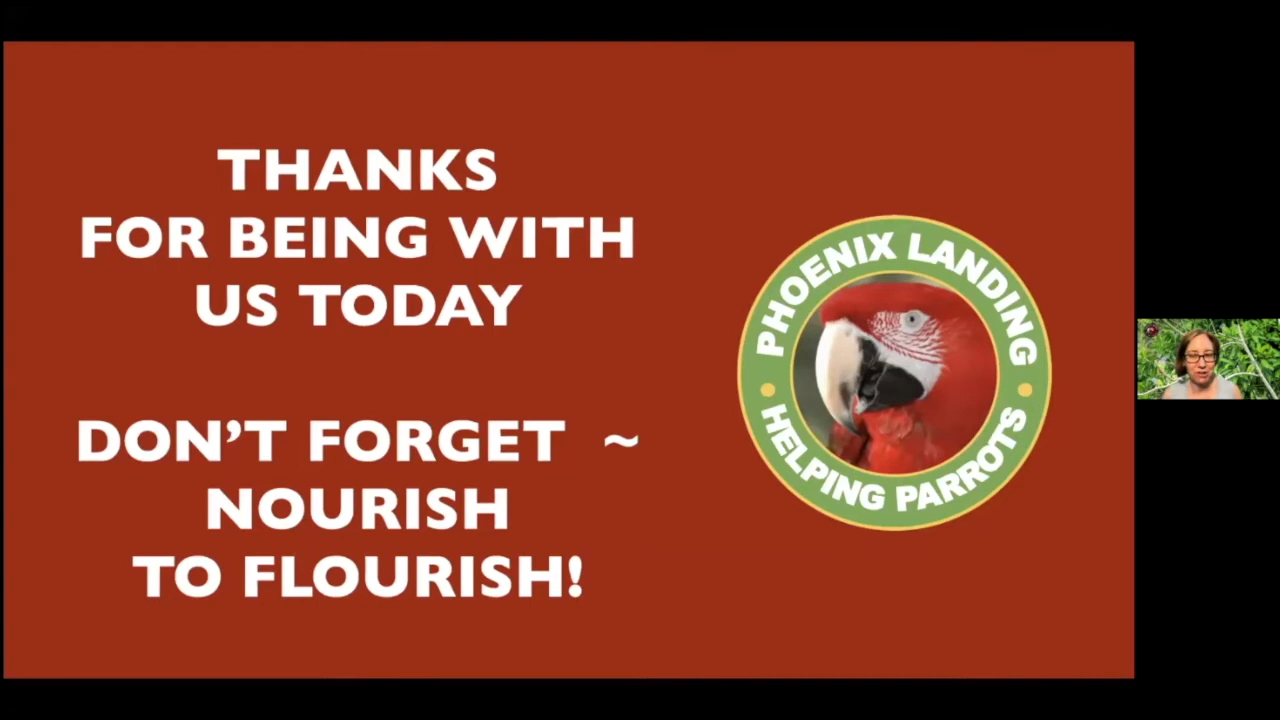 THANKS
FOR BEING WITH
US TODAY
DON’T FORGET ~
NOURISH
TO FLOURISH!
PHOENIX LANDING
HELPING PARROTS